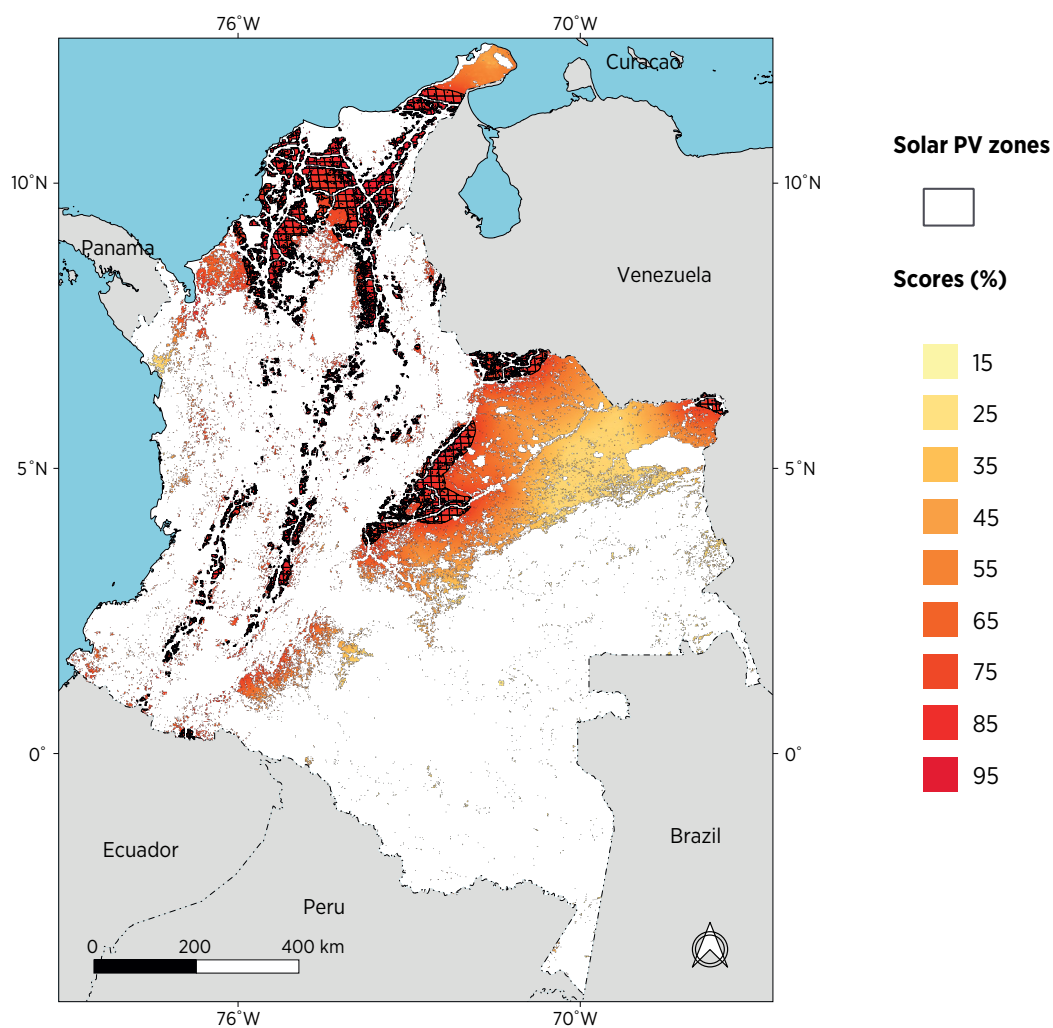 76˚W 70˚W
Curaçao
Solar PV zones
10˚N 10˚N
Panama
Venezuela
Scores (%)
15
25
35
5˚N 5˚N
45
55
65
75
85
0˚ 0˚
95
Brazil
Ecuador
Peru
0 200 400 km
76˚W 70˚W